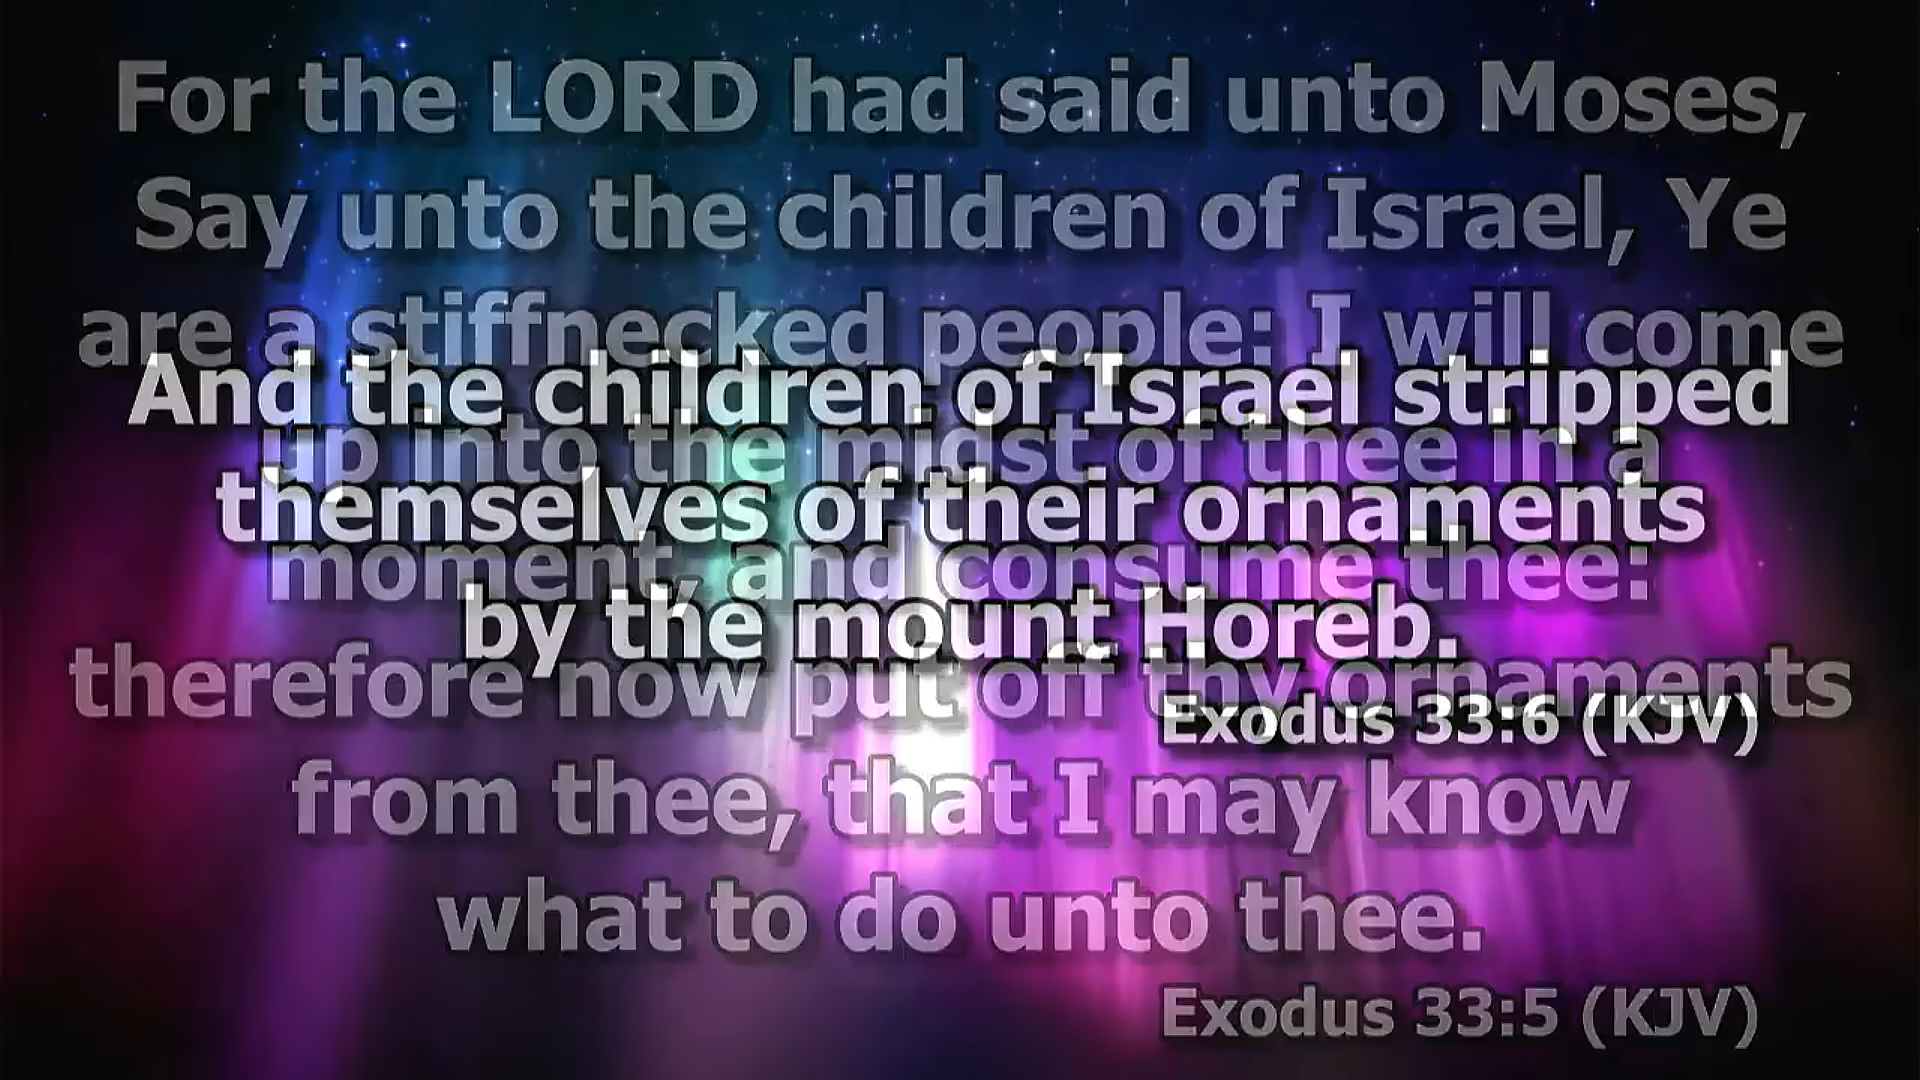 For the LORD had said unto Moses,
Say unto the children of Israel, Ye
are a stiffnecked people: I will come
up into the midst of thee in a
moment, and consume thee:
therefore now put off thy ornaments
from thee, that I may know
what to do unto thee.
Exodus 33:5 (KJV)
And the children of Israel stripped
themselves of their ornaments
by the mount Horeb.
Exodus 33:6 (KJV)